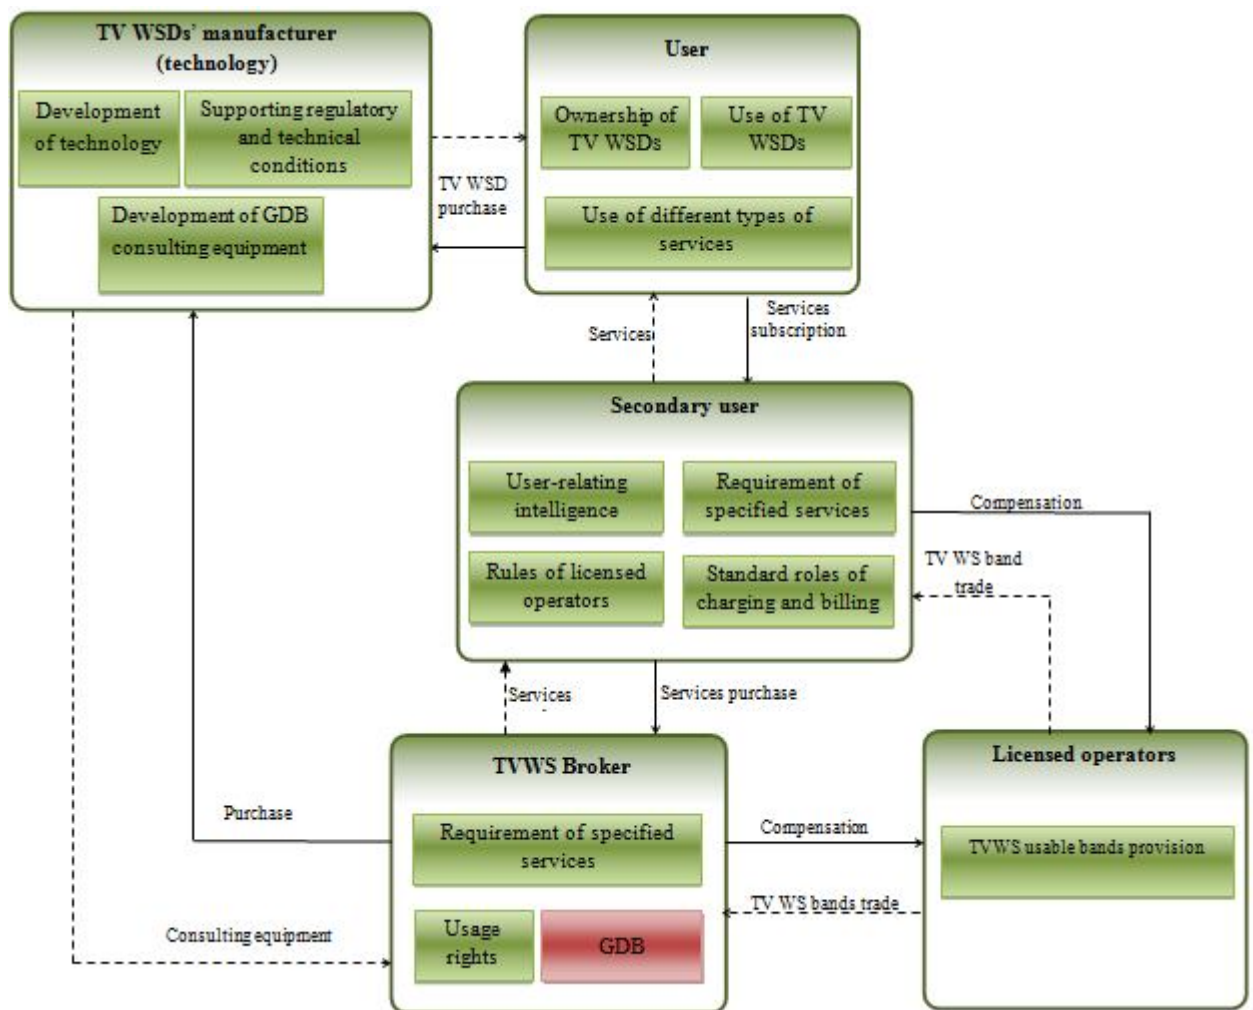 TV WSDs' manufacturer
(technology)
Development
of technology
Supporting regulatory
and technical
conditions
Development of GDB
consulting equipment
User
Ownership of
TV WSDs
Use of TV
WSDs
Use of different types of
services
TV WSD
purchase
Services
Services
subscription
Secondary user
User-relating
intelligence
Requirement of
specified services
Rules of licensed
operators
Standard roles of
charging and billing
Compensation
TV WS band
trade
Services
Services purchase
TVWS Broker
Requirement of specified
services
Usage
rights
GDB
Purchase
Consulting equipment
Compensation
TV WS bands trade
Licensed operators
TVWS usable bands provision